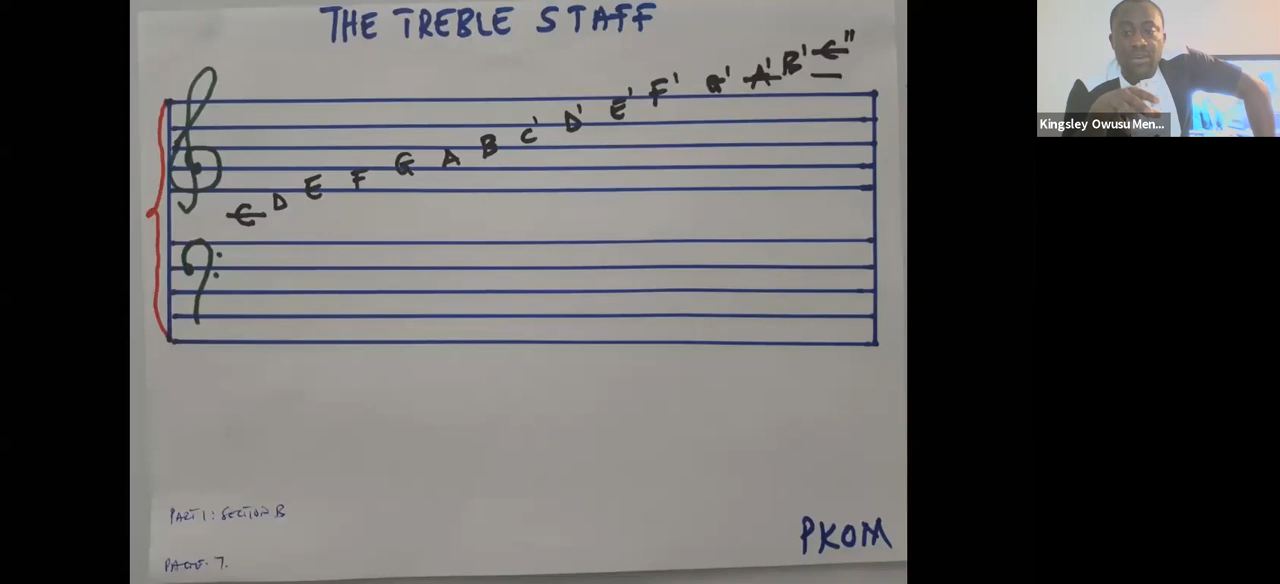 THE TREBLE STAFF
C D E F G A B C' D' E' F' G' A' B' C"
PART 1: SECTION B
PAGE 7.
PKOM
Kingsley Owusu Men...